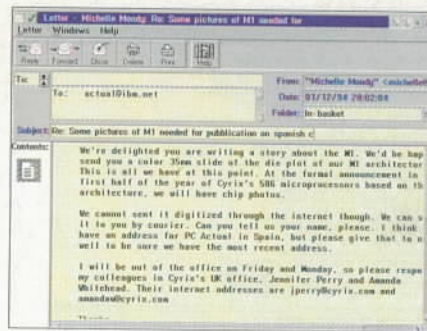 Letter - Michelle Moody: Re: Some pictures of M1 needed for
Letter Windows Help
Reply Forward Close Delete Print Help
To:
To: actual@ibm.net
From: "Michelle Moody" <michelle@
Date: 01/12/94 20:02:04
Folder: In-basket
Subject: Re: Some pictures of M1 needed for pubblication on spanish c
Contents:
We're delighted you are writing a story about the M1. We'd be hap
send you a color 35mm slide of the die plot of our M1 architector
This is all we have at this point. At the formal announcement in
first half of the year of Cyrix's 586 microprocessors based on th
architecture, we will have chip photos.
We cannot sent it digitized through the internet though. We can s
it to you by courier. Can you tell us your name, please. I think
have an address for PC Actual in Spain, but please give that to m
well to be sure we have the most recent address.
I will be out of the office on Friday and Monday, so please respo
my colleagues in Cyrix's UK office, Jennifer Perry and Amanda
Whitehead. Their internet addresses are jperry@cyrix.com and
amandaw@cyrix.com